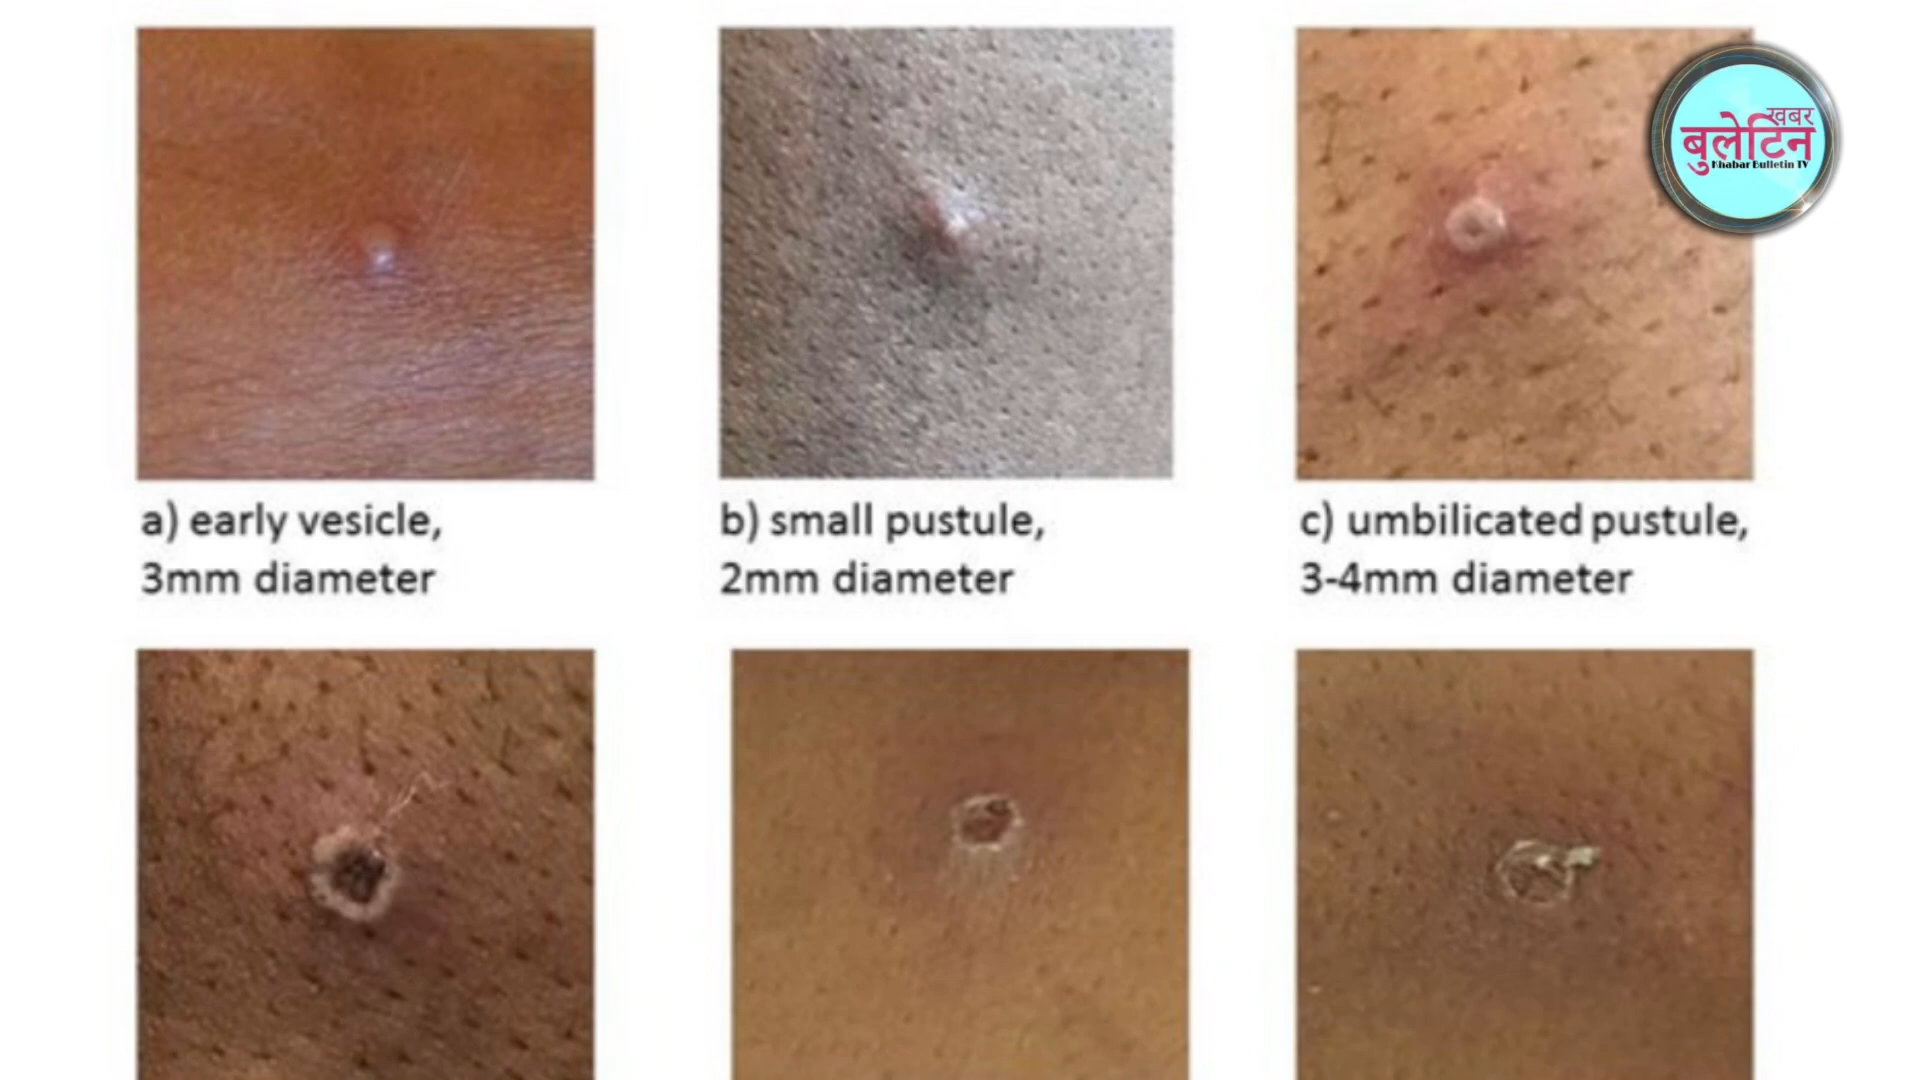 खबर
बुलेटिन
Khabar Bulletin TV
a) early vesicle,
3mm diameter
b) small pustule,
2mm diameter
c) umbilicated pustule,
3-4mm diameter